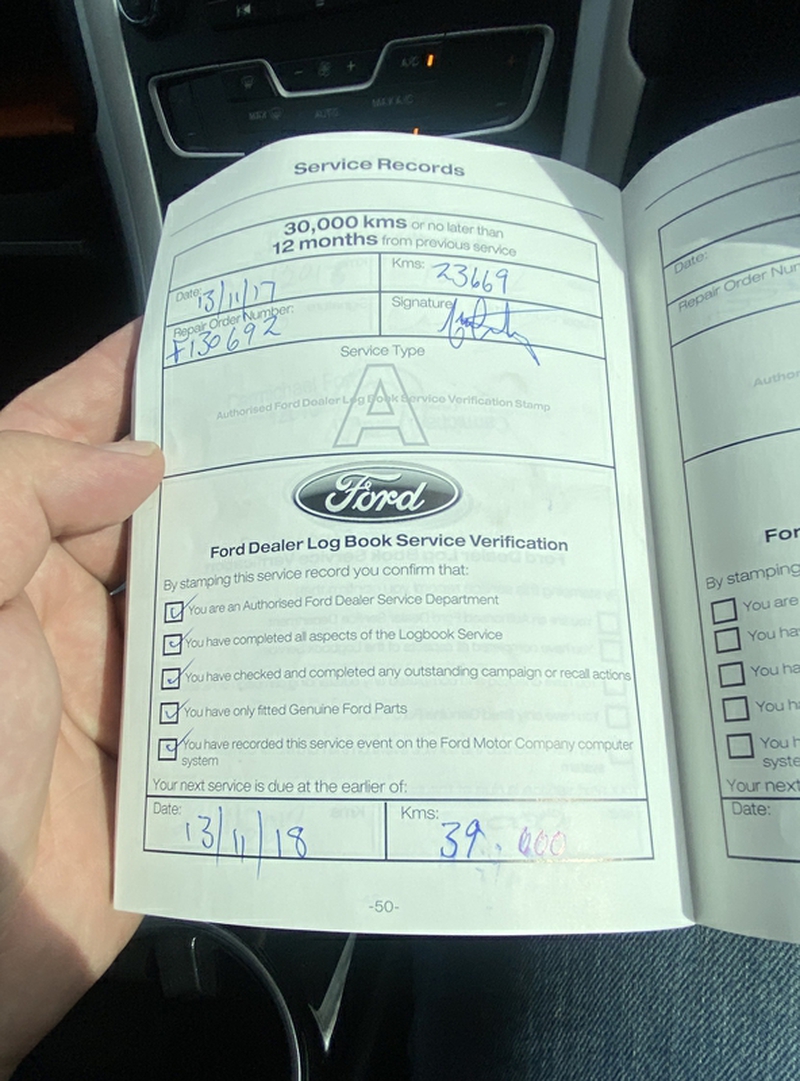 MAX
AUTO
MAX A/C
A/C
Service Records
30,000 kms or no later than
12 months from previous service
Date: 13/11/17
Kms: 23669
Repair Order Number:
F130692
Signature
Service Type
A
Authorised Ford Dealer Log Book Service Verification Stamp
Ford
Ford Dealer Log Book Service Verification
By stamping this service record you confirm that:
You are an Authorised Ford Dealer Service Department
You have completed all aspects of the Logbook Service
You have checked and completed any outstanding campaign or recall actions
You have only fitted Genuine Ford Parts
You have recorded this service event on the Ford Motor Company computer
system
Your next service is due at the earlier of:
Date: 13/11/18
Kms: 39,000
-50-
Date:
Repair Order Num
Author
For
By stamping
You are
You ha
You ha
You h
You h
syste
Your next
Date: